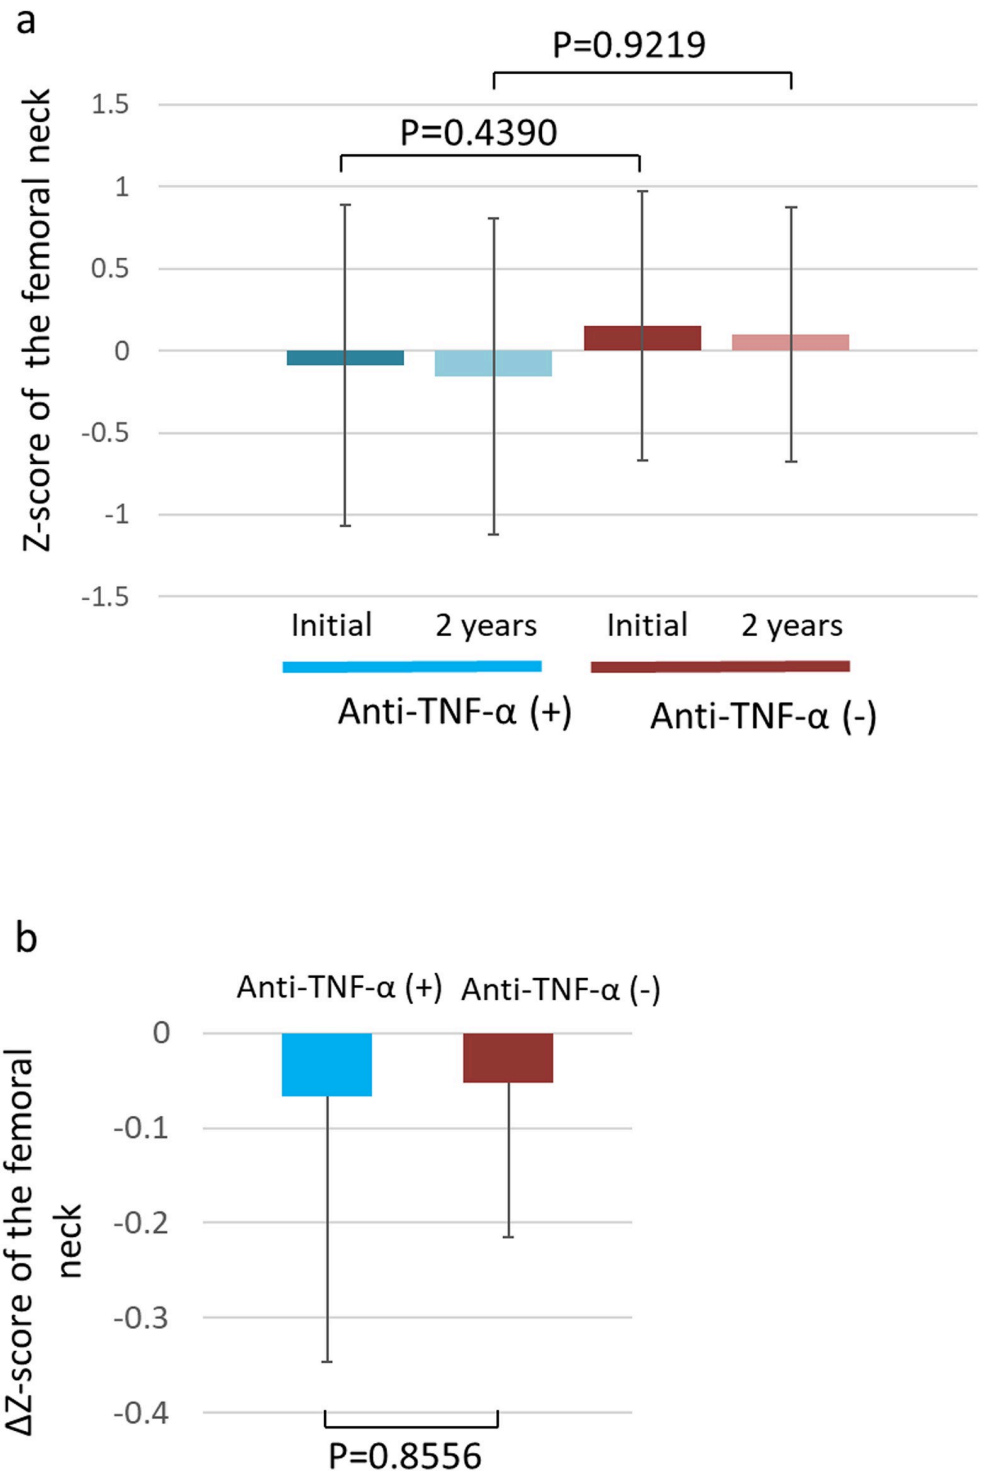 a
P=0.9219
P=0.4390
Z-score of the femoral neck
1.5
1
0.5
0
-0.5
-1
-1.5
Initial 2 years Initial 2 years
Anti-TNF-α (+) Anti-TNF-α (-)
b
Anti-TNF-α (+) Anti-TNF-α (-)
ΔZ-score of the femoral
neck
0
-0.1
-0.2
-0.3
-0.4
P=0.8556